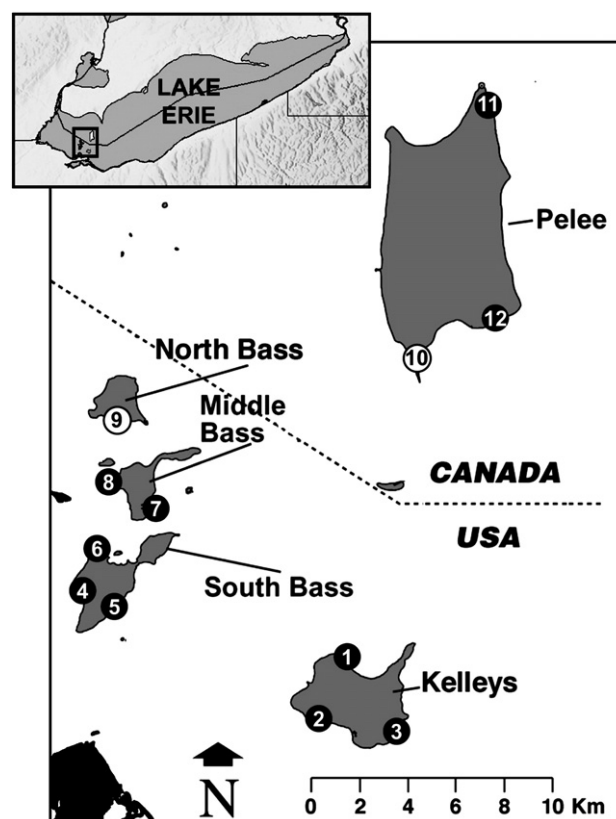 LAKE
ERIE
11
Pelee
12
10
North Bass
9
Middle
Bass
8
7
CANADA
USA
6
South Bass
4
5
1
Kelleys
2
3
N
0 2 4 6 8 10 Km